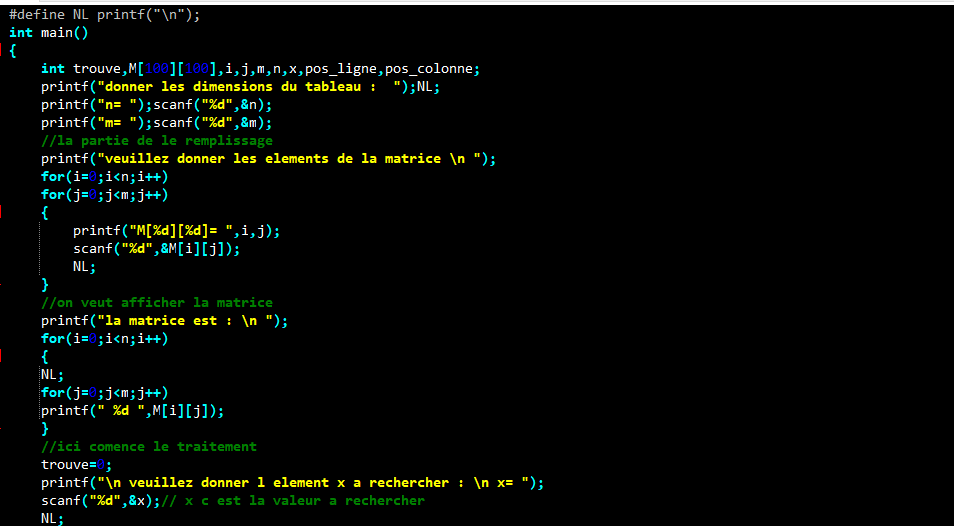 #define NL printf("\n");
int main()
{
int trouve,M[100][100],i,j,m,n,x,pos_ligne,pos_colonne;
printf("donner les dimensions du tableau :  ");NL;
printf("n= ");scanf("%d",&n);
printf("m= ");scanf("%d",&m);
//la partie de le remplissage
printf("veuillez donner les elements de la matrice \n ");
for(i=0;i<n;i++)
for(j=0;j<m;j++)
{
printf("M[%d][%d]= ",i,j);
scanf("%d",&M[i][j]);
NL;
}
//on veut afficher la matrice
printf("la matrice est : \n ");
for(i=0;i<n;i++)
{
NL;
for(j=0;j<m;j++)
printf(" %d ",M[i][j]);
}
//ici comence le traitement
trouve=0;
printf("\n veuillez donner l element x a rechercher : \n x= ");
scanf("%d",&x);// x c est la valeur a rechercher
NL;